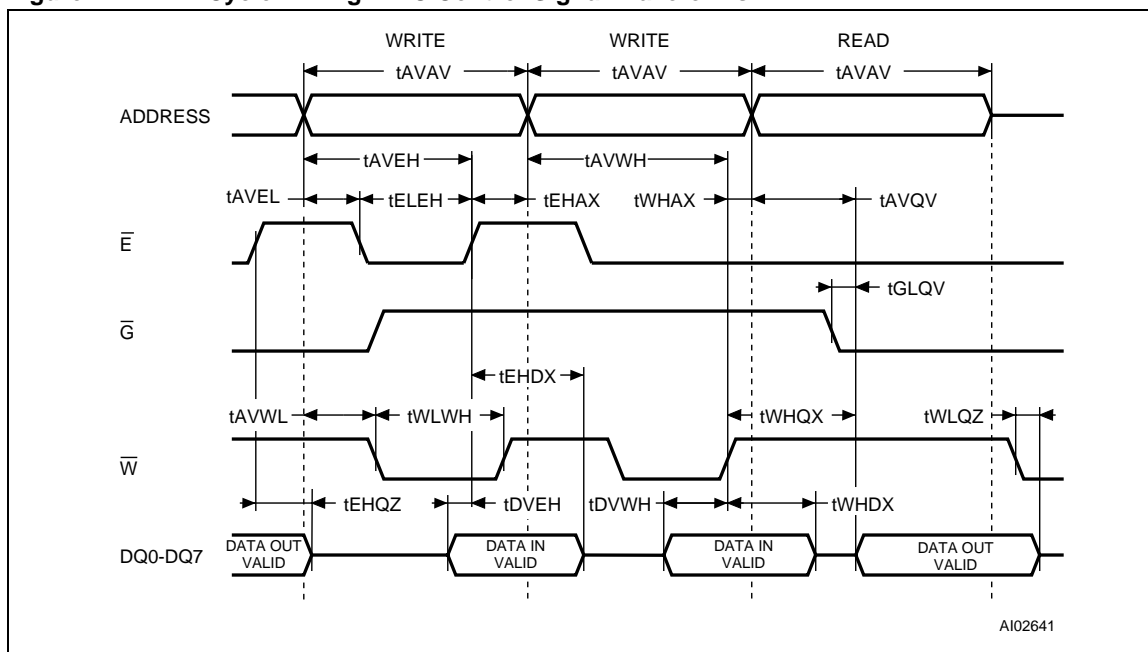 WRITE WRITE READ
tAVAV tAVAV tAVAV
ADDRESS
tAVEH tAVWH
tAVEL tELEH tEHAX tWHAX tAVQV
E
tGLQV
G
tEHDX
tAVWL tWLWH tWHQX tWLQZ
W
tEHQZ tDVEH tDVWH tWHDX
DQ0-DQ7 DATA OUT VALID DATA IN VALID DATA IN VALID DATA OUT VALID
AI02641